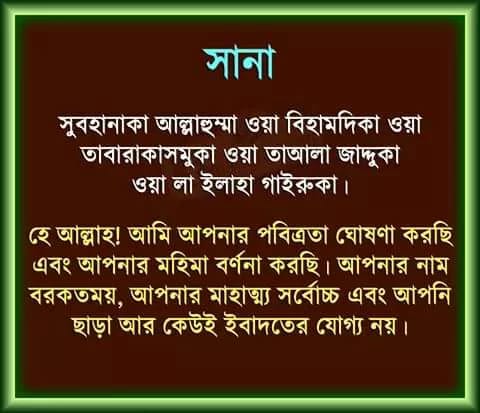 সানা
সুবহানাকা আল্লাহুম্মা ওয়া বিহামদিকা ওয়া
তাবারাকাসমুকা ওয়া তাআলা জাদ্দুকা
ওয়া লা ইলাহা গাইরুকা।
হে আল্লাহ! আমি আপনার পবিত্রতা ঘোষণা করছি
এবং আপনার মহিমা বর্ণনা করছি। আপনার নাম
বরকতময়, আপনার মাহাত্ম্য সর্বোচ্চ এবং আপনি
ছাড়া আর কেউই ইবাদতের যোগ্য নয়।